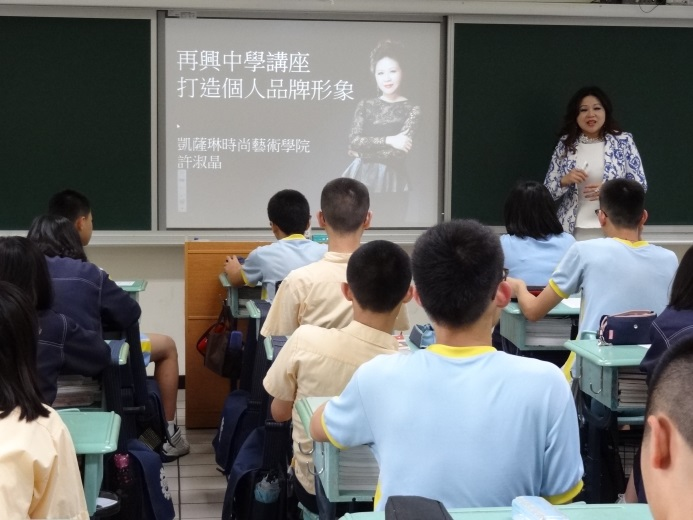 再興中學講座
打造個人品牌形象
凱薩琳時尚藝術學院
許淑晶